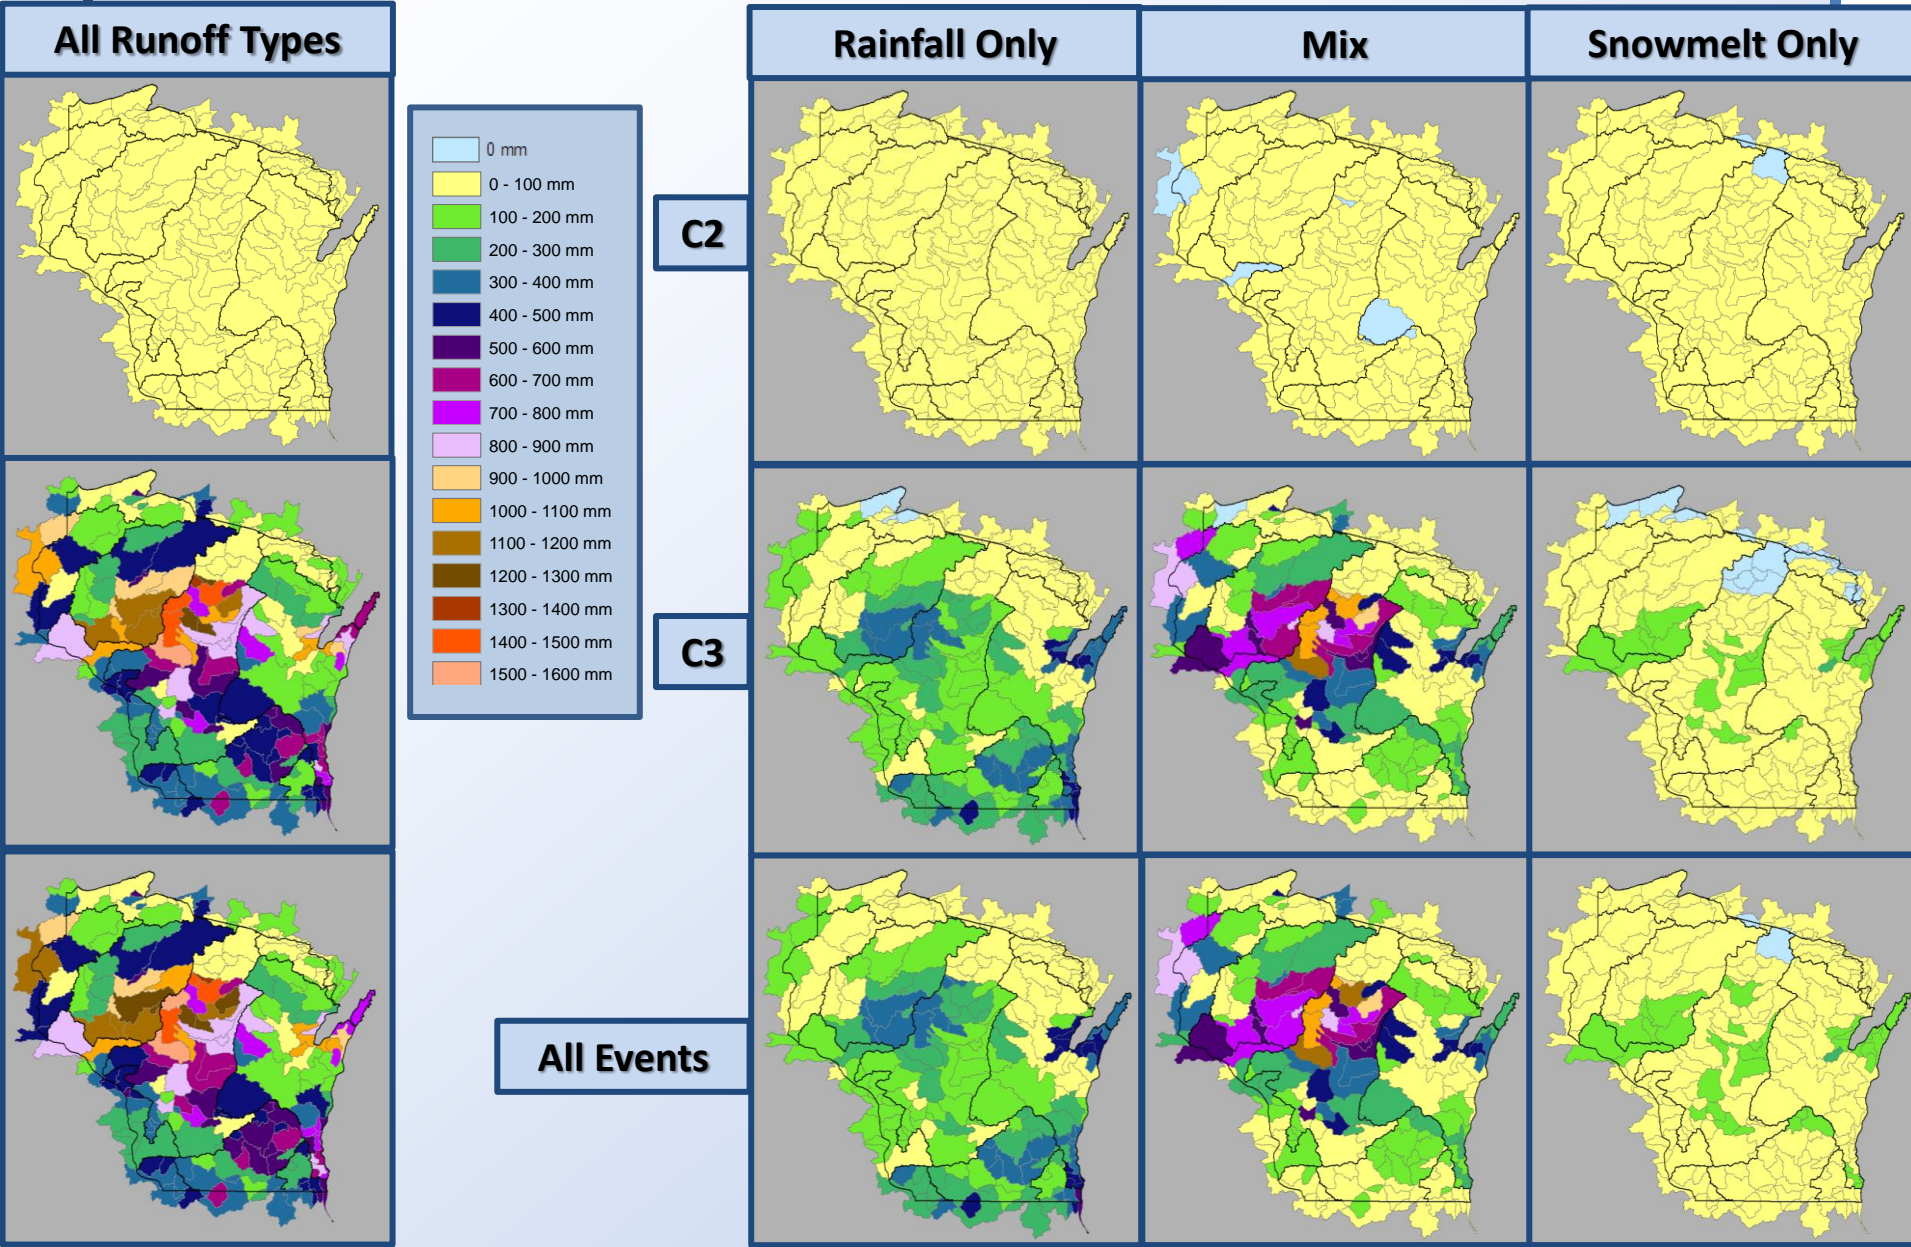 All Runoff Types
Rainfall Only
Mix
Snowmelt Only
0 mm
0 - 100 mm
100 - 200 mm
200 - 300 mm
300 - 400 mm
400 - 500 mm
500 - 600 mm
600 - 700 mm
700 - 800 mm
800 - 900 mm
900 - 1000 mm
1000 - 1100 mm
1100 - 1200 mm
1200 - 1300 mm
1300 - 1400 mm
1400 - 1500 mm
1500 - 1600 mm
C2
C3
All Events